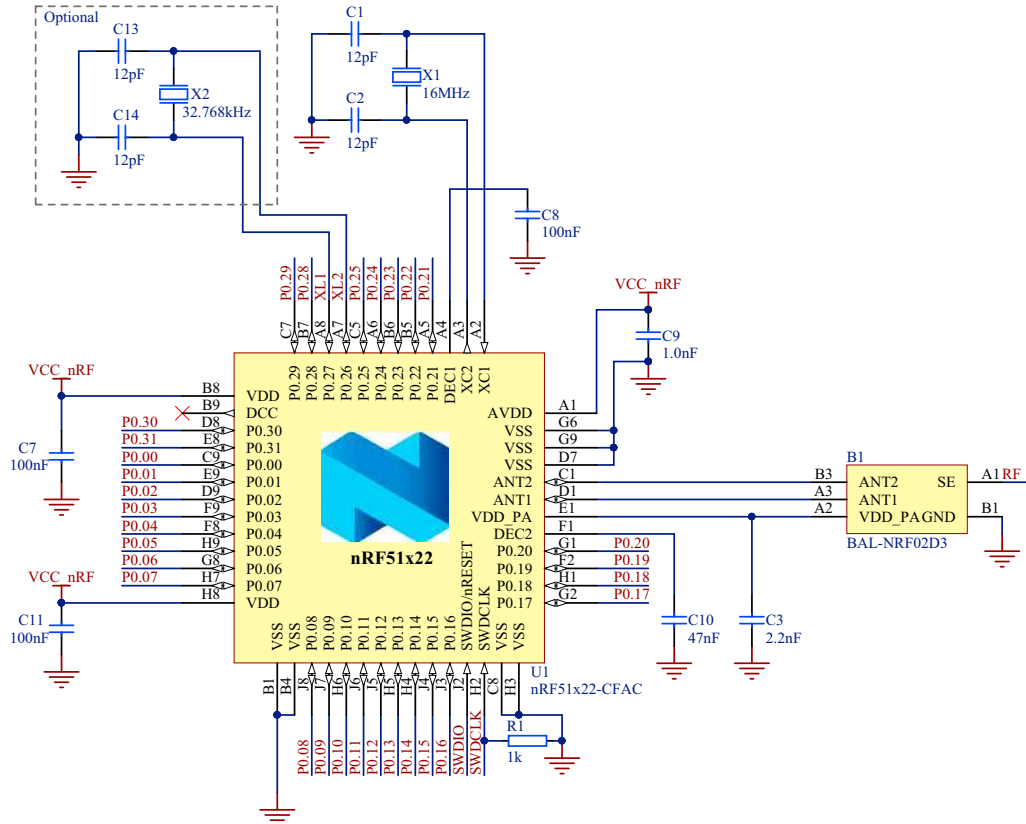 Optional
C13
12pF
X2
32.768kHz
C14
12pF
C1
12pF
X1
16MHz
C2
12pF
C8
100nF
P0.29
P0.28
XL1
XL2
P0.25
P0.24
P0.23
P0.22
P0.21
C7
B7
A8
A7
C5
A6
B6
B5
A5
A4
A3
A2
P0.29
P0.28
P0.27
P0.26
P0.25
P0.24
P0.23
P0.22
P0.21
DEC1
XC2
XC1
VCC_nRF
C9
1.0nF
VCC_nRF
C7
100nF
B8
VDD
B9
DCC
P0.30
D8
P0.30
P0.31
E8
P0.31
P0.00
C9
P0.00
P0.01
E9
P0.01
P0.02
D9
P0.02
P0.03
F9
P0.03
P0.04
F8
P0.04
P0.05
H9
P0.05
P0.06
G8
P0.06
P0.07
H7
P0.07
H8
VDD
VCC_nRF
C11
100nF
nRF51x22
AVDD
A1
VSS
G6
VSS
G9
VSS
D7
ANT2
C1
ANT1
D1
VDD_PA
E1
DEC2
F1
P0.20
G1
P0.20
P0.19
F2
P0.19
P0.18
H1
P0.18
P0.17
G2
P0.17
B1
B3
ANT2
SE
A1
RF
A3
ANT1
A2
VDD_PA
GND
B1
BAL-NRF02D3
C10
47nF
C3
2.2nF
VSS
VSS
P0.08
P0.09
P0.10
P0.11
P0.12
P0.13
P0.14
P0.15
P0.16
SWDIO/nRESET
SWDCLK
VSS
VSS
U1
nRF51x22-CFAC
B1
B4
J8
J7
H6
J6
J5
H5
H4
J4
J3
J2
H2
C8
H3
P0.08
P0.09
P0.10
P0.11
P0.12
P0.13
P0.14
P0.15
P0.16
SWDIO
SWDCLK
R1
1k